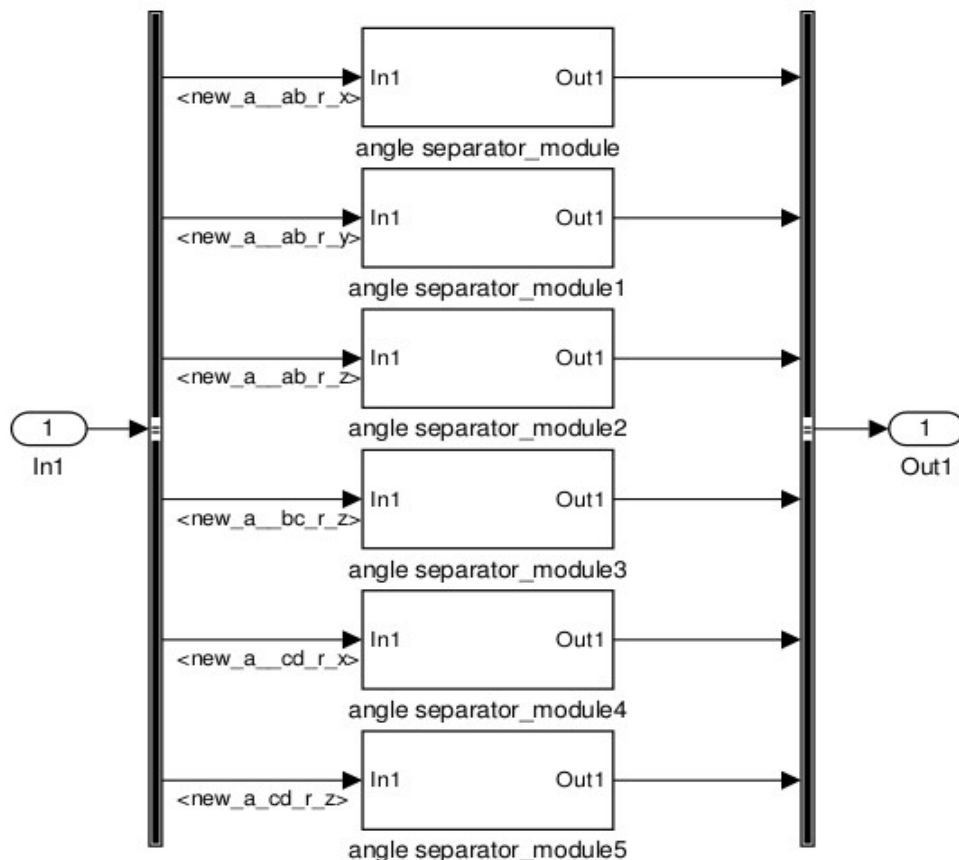 In1 Out1
<new_a__ab_r_x>
angle separator_module
In1 Out1
<new_a__ab_r_y>
angle separator_module1
In1 Out1
<new_a__ab_r_z>
angle separator_module2
1
In1
1
Out1
In1 Out1
<new_a__bc_r_z>
angle separator_module3
In1 Out1
<new_a__cd_r_x>
angle separator_module4
In1 Out1
<new_a_cd_r_z>
angle separator_module5